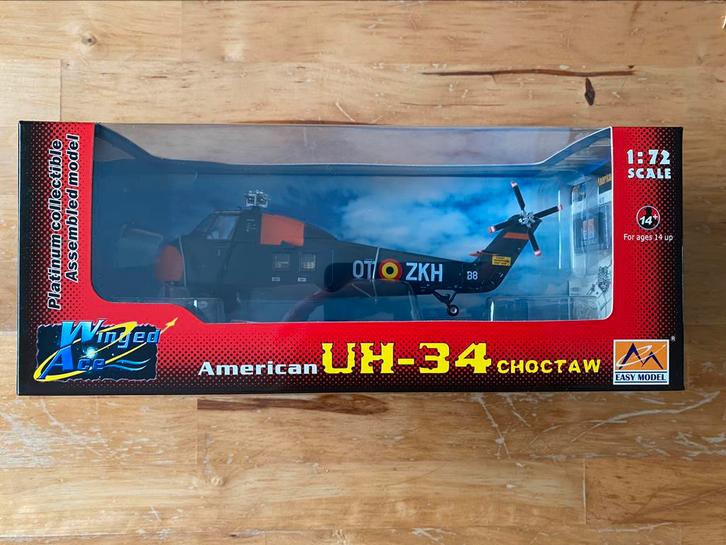 Platinum collectible
Assembled model
1:72
SCALE
14+
For ages 14 up
OT ZKH B8
Winged
Ace
American UH-34 CHOCTAW
EASY MODEL
®